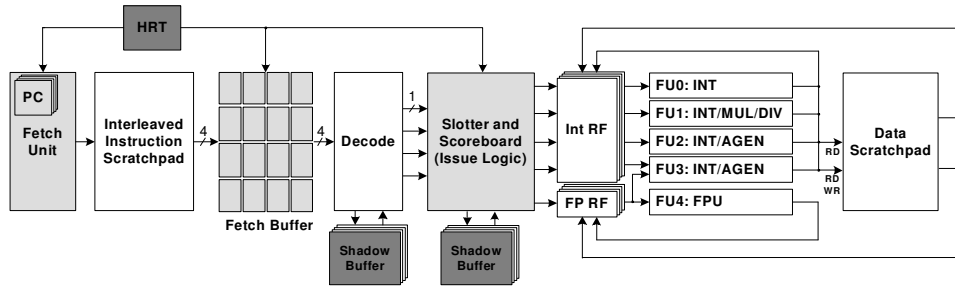 HRT
PC
Fetch
Unit
Interleaved
Instruction
Scratchpad
4
Fetch Buffer
4
Decode
1
Shadow
Buffer
Slotter and
Scoreboard
(Issue Logic)
Shadow
Buffer
Int RF
FP RF
FU0: INT
FU1: INT/MUL/DIV
FU2: INT/AGEN
FU3: INT/AGEN
FU4: FPU
RD
RD
WR
Data
Scratchpad